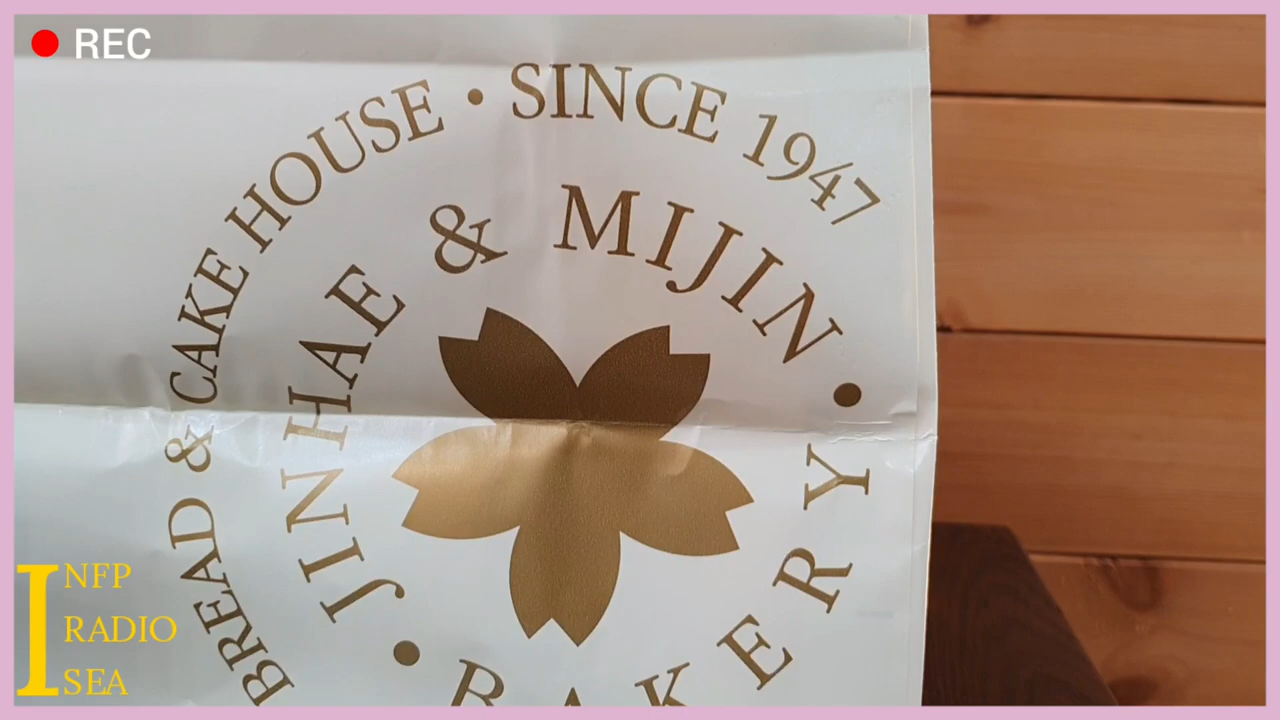 REC
BREAD & CAKE HOUSE • SINCE 1947
• JINHAE & MIJIN •
BAKERY
INFP
RADIO
SEA